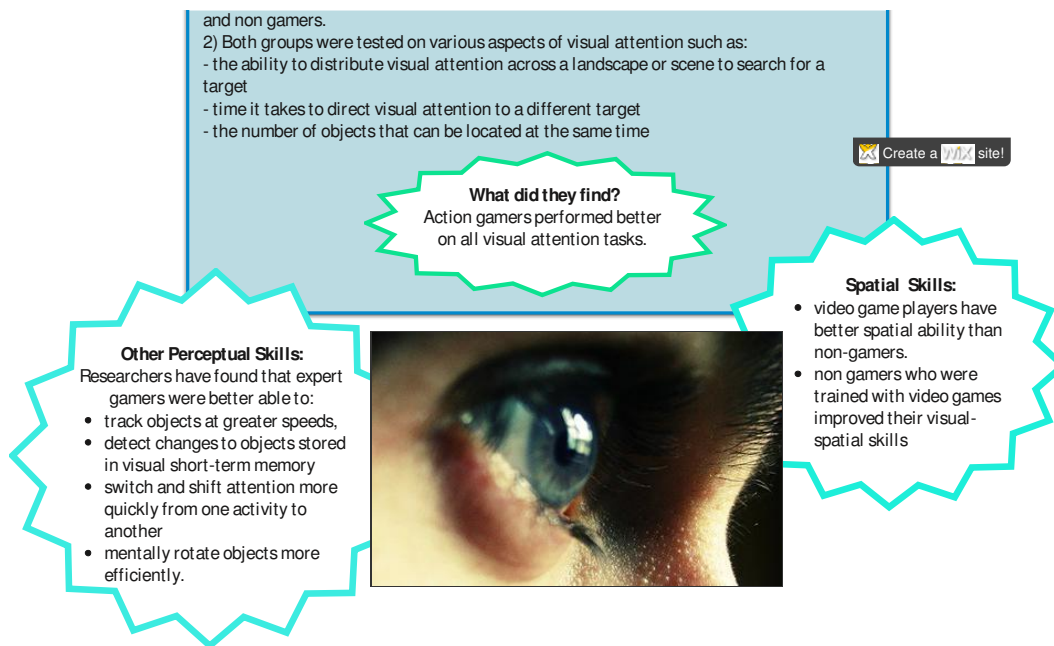 and non gamers.
2) Both groups were tested on various aspects of visual attention such as:
- the ability to distribute visual attention across a landscape or scene to search for a
target
- time it takes to direct visual attention to a different target
- the number of objects that can be located at the same time
Create a WiX site!
What did they find?
Action gamers performed better
on all visual attention tasks.
Spatial Skills:
• video game players have
better spatial ability than
non-gamers.
• non gamers who were
trained with video games
improved their visual-
spatial skills
Other Perceptual Skills:
Researchers have found that expert
gamers were better able to:
• track objects at greater speeds,
• detect changes to objects stored
in visual short-term memory
• switch and shift attention more
quickly from one activity to
another
• mentally rotate objects more
efficiently.